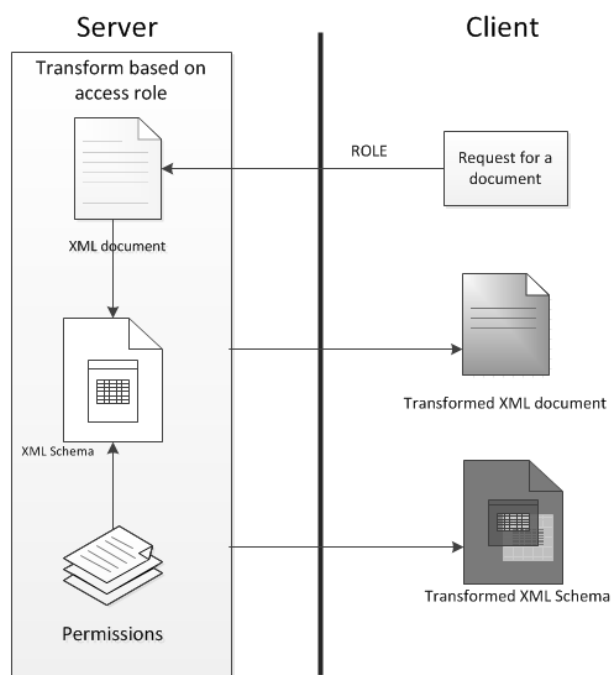 Server
Client
Transform based on
access role
ROLE
Request for a
document
XML document
Transformed XML document
XML Schema
Transformed XML Schema
Permissions